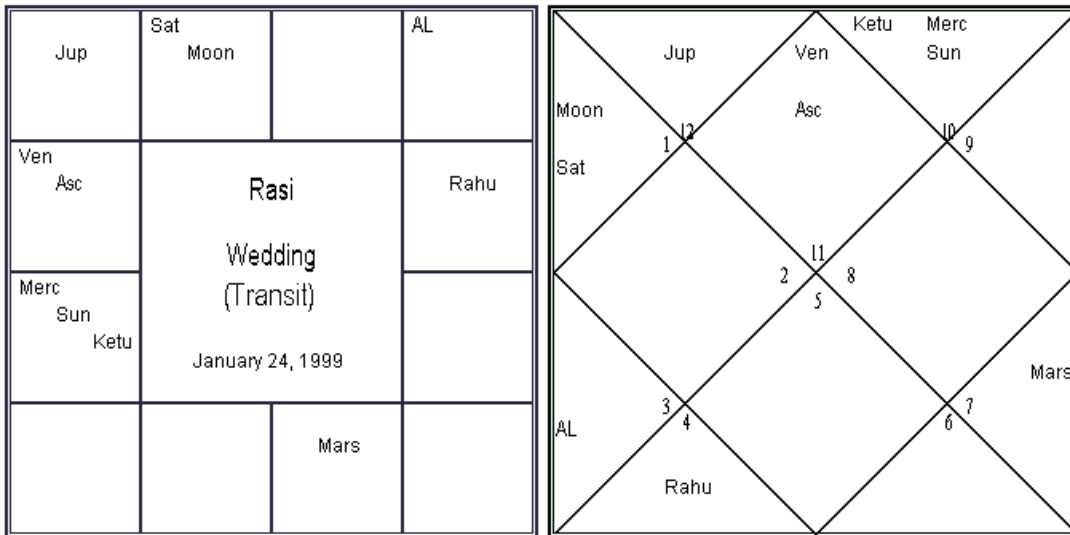 Jup
Sat
Moon
AL
Ven
Asc
Rasi
Wedding
(Transit)
January 24, 1999
Rahu
Merc
Sun
Ketu
Mars
Ketu Merc
Jup Ven Sun
Moon Asc
12 10
1 9
Sat
11
2 8
5
Mars
3 7
4 6
AL
Rahu